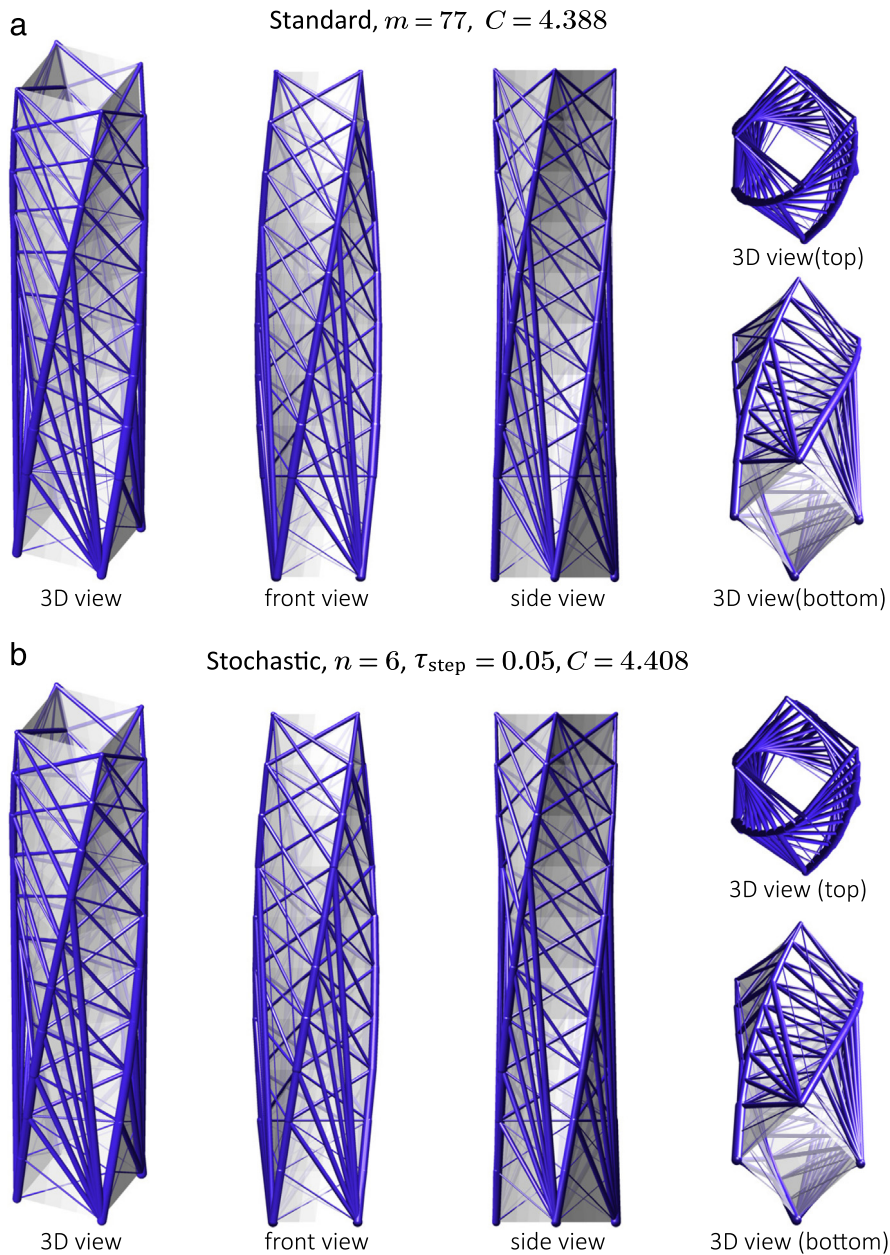 a
Standard, m = 77, C = 4.388
3D view(top)
3D view
front view
side view
3D view(bottom)
b
Stochastic, n = 6, τstep = 0.05, C = 4.408
3D view (top)
3D view
front view
side view
3D view (bottom)